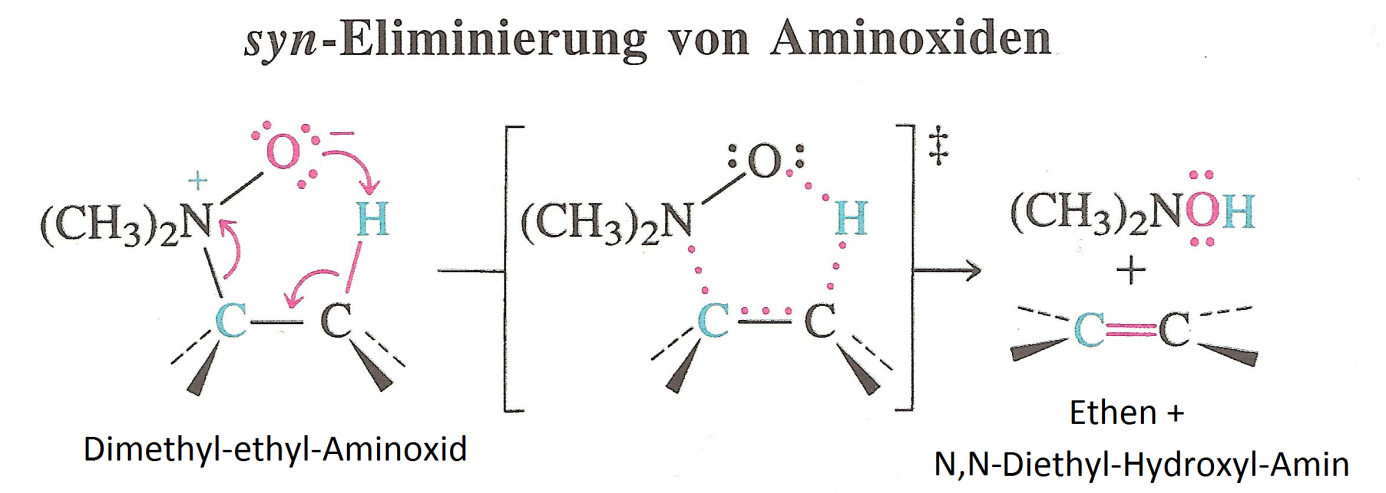 syn-Eliminierung von Aminoxiden
O −
+
(CH₃)₂N H
C — C
:O: ‡
(CH₃)₂N H
C — C
(CH₃)₂NOH
+
C=C
Dimethyl-ethyl-Aminoxid
Ethen +
N,N-Diethyl-Hydroxyl-Amin